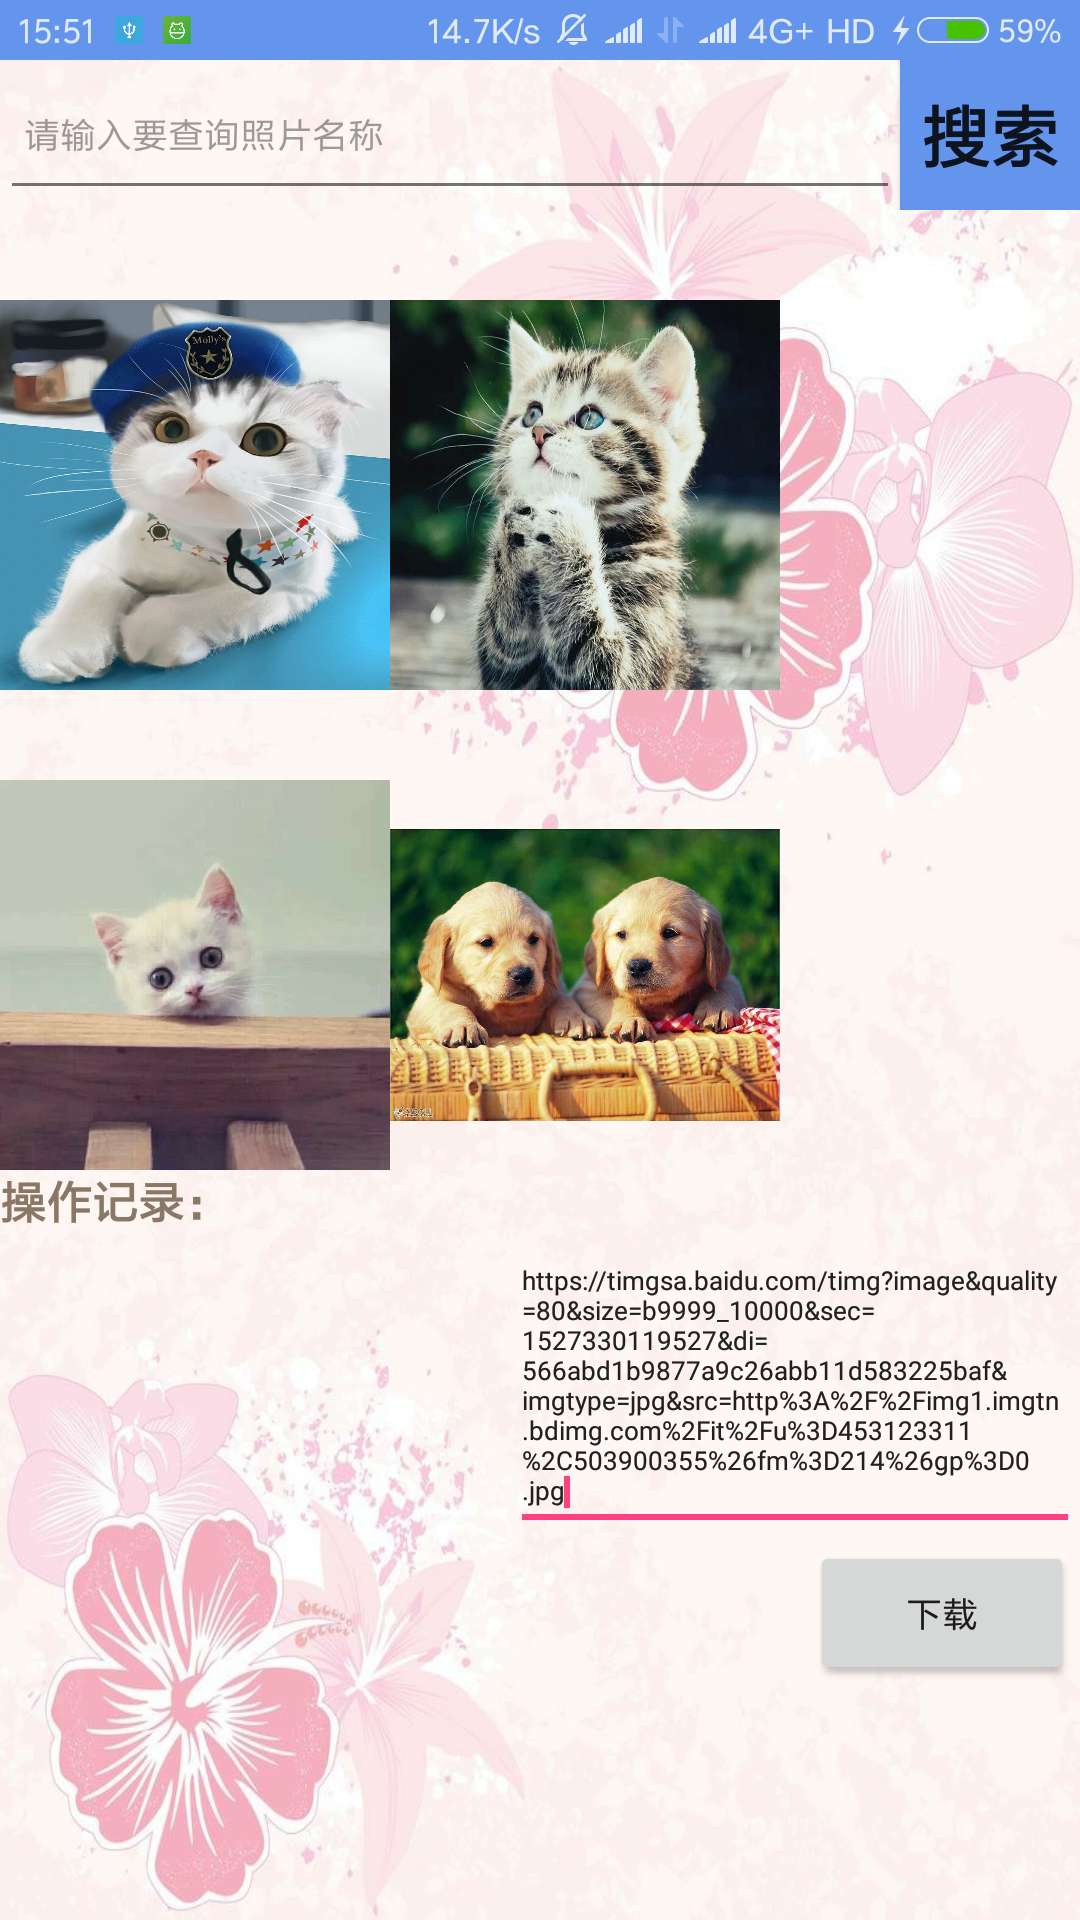 15:51 14.7K/s 4G+ HD 59%
请输入要查询照片名称
搜索
Molly's
操作记录：
https://timgsa.baidu.com/timg?image&quality
=80&size=b9999_10000&sec=
1527330119527&di=
566abd1b9877a9c26abb11d583225baf&
imgtype=jpg&src=http%3A%2F%2Fimg1.imgtn
.bdimg.com%2Fit%2Fu%3D453123311
%2C503900355%26fm%3D214%26gp%3D0
.jpg
下载